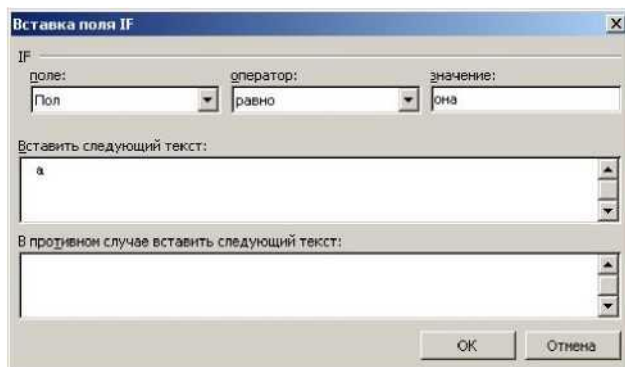 Вставка поля IF
IF
поле: оператор: значение:
Пол равно она
Вставить следующий текст:
а
В противном случае вставить следующий текст:
OK Отмена